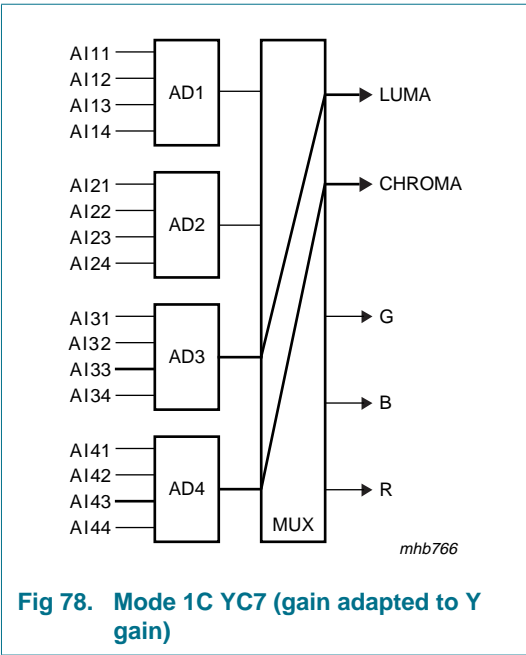 AI11
AI12
AI13
AI14
AD1
AI21
AI22
AI23
AI24
AD2
AI31
AI32
AI33
AI34
AD3
AI41
AI42
AI43
AI44
AD4
MUX
LUMA
CHROMA
G
B
R
mhb766
Fig 78. Mode 1C YC7 (gain adapted to Y
gain)